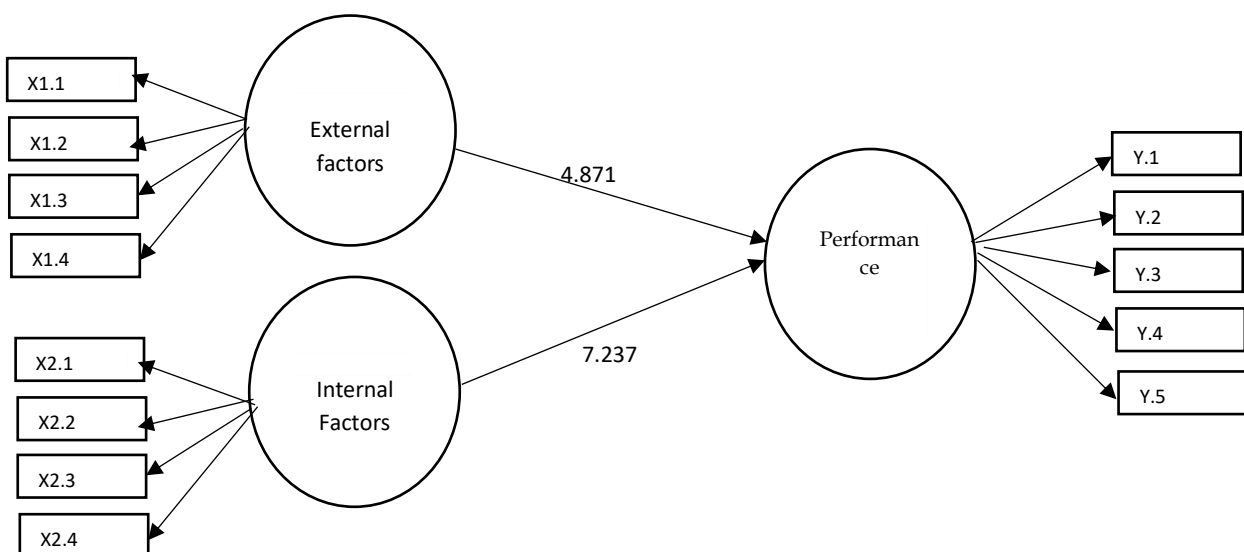 X1.1
X1.2
X1.3
X1.4
External
factors
4.871
X2.1
X2.2
X2.3
X2.4
Internal
Factors
7.237
Performan
ce
Y.1
Y.2
Y.3
Y.4
Y.5